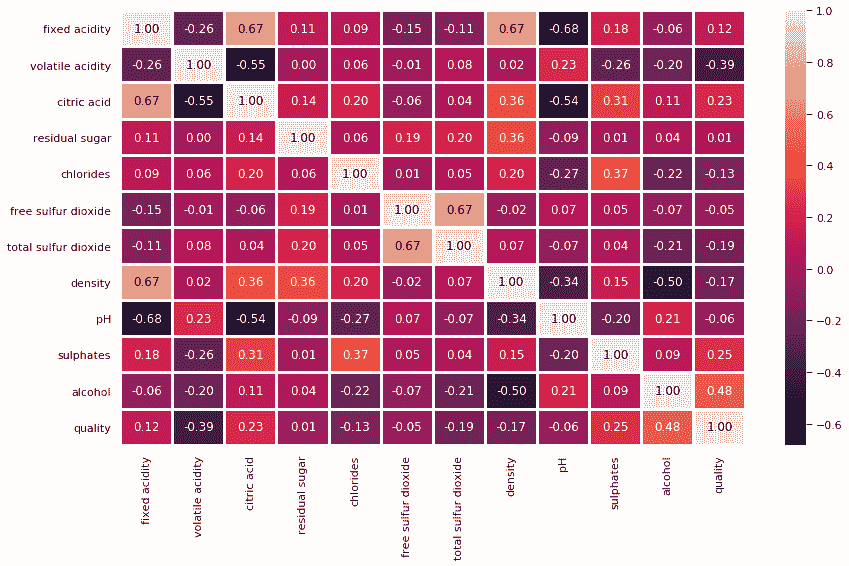 fixed acidity 1.00 -0.26 0.67 0.11 0.09 -0.15 -0.11 0.67 -0.68 0.18 -0.06 0.12
volatile acidity -0.26 1.00 -0.55 0.00 0.06 -0.01 0.08 0.02 0.23 -0.26 -0.20 -0.39
citric acid 0.67 -0.55 1.00 0.14 0.20 -0.06 0.04 0.36 -0.54 0.31 0.11 0.23
residual sugar 0.11 0.00 0.14 1.00 0.06 0.19 0.20 0.36 -0.09 0.01 0.04 0.01
chlorides 0.09 0.06 0.20 0.06 1.00 0.01 0.05 0.20 -0.27 0.37 -0.22 -0.13
free sulfur dioxide -0.15 -0.01 -0.06 0.19 0.01 1.00 0.67 -0.02 0.07 0.05 -0.07 -0.05
total sulfur dioxide -0.11 0.08 0.04 0.20 0.05 0.67 1.00 0.07 -0.07 0.04 -0.21 -0.19
density 0.67 0.02 0.36 0.36 0.20 -0.02 0.07 1.00 -0.34 0.15 -0.50 -0.17
pH -0.68 0.23 -0.54 -0.09 -0.27 0.07 -0.07 -0.34 1.00 -0.20 0.21 -0.06
sulphates 0.18 -0.26 0.31 0.01 0.37 0.05 0.04 0.15 -0.20 1.00 0.09 0.25
alcohol -0.06 -0.20 0.11 0.04 -0.22 -0.07 -0.21 -0.50 0.21 0.09 1.00 0.48
quality 0.12 -0.39 0.23 0.01 -0.13 -0.05 -0.19 -0.17 -0.06 0.25 0.48 1.00
fixed acidity
volatile acidity
citric acid
residual sugar
chlorides
free sulfur dioxide
total sulfur dioxide
density
pH
sulphates
alcohol
quality
1.0
0.8
0.6
0.4
0.2
0.0
−0.2
−0.4
−0.6